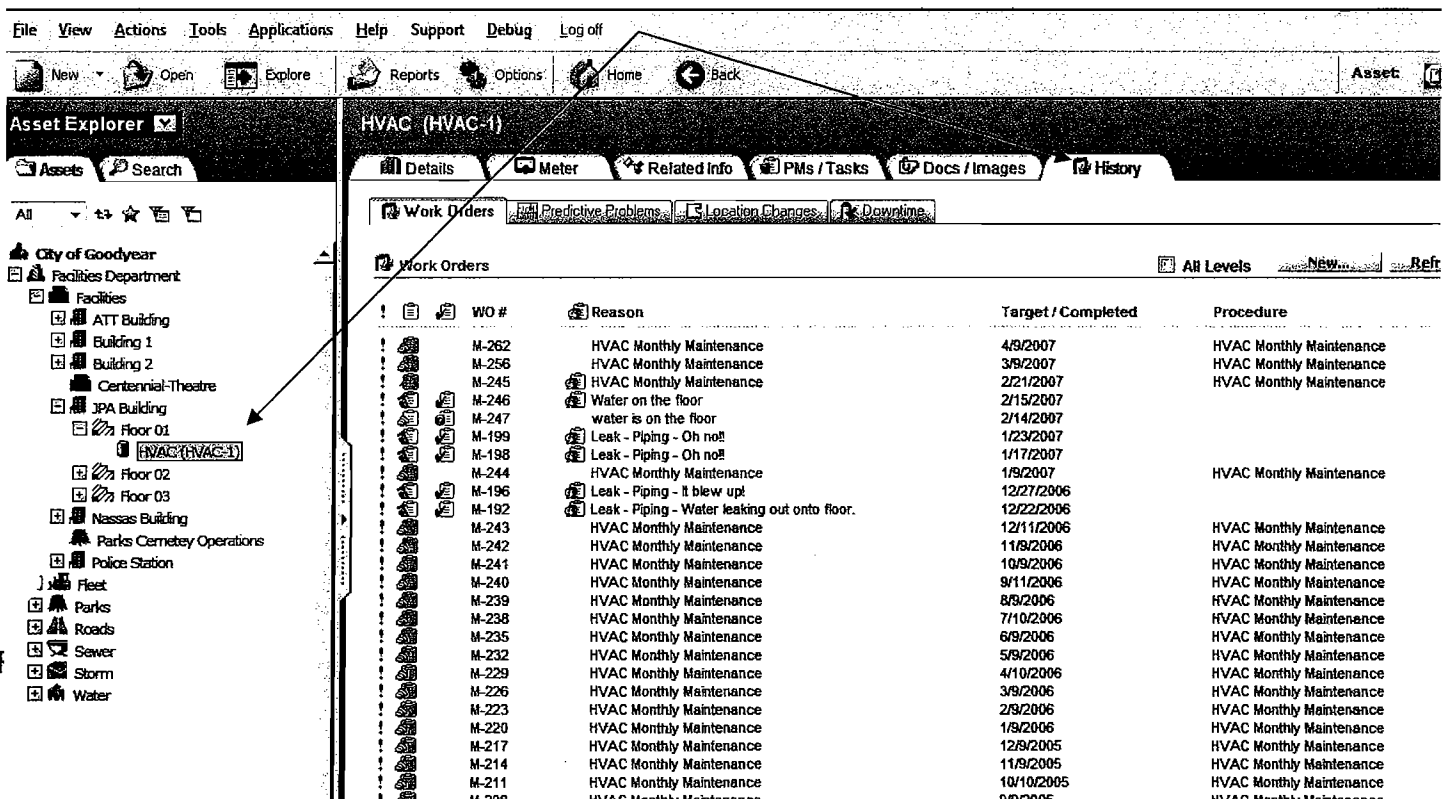 File View Actions Tools Applications Help Support Debug Log off
New Open Explore Reports Options Home Back Asset:
Asset Explorer
HVAC (HVAC-1)
Assets Search
Details Meter Related Info PMs / Tasks Docs / Images History
All
Work Orders Predictive Problems Location Changes Downtime
City of Goodyear
Facilities Department
Facilities
ATT Building
Building 1
Building 2
Centennial-Theatre
JPA Building
Floor 01
HVAC (HVAC-1)
Floor 02
Floor 03
Nassas Building
Parks Cemetey Operations
Police Station
Fleet
Parks
Roads
Sewer
Storm
Water
Work Orders All Levels New... Refr
! WO # Reason Target / Completed Procedure
! M-262 HVAC Monthly Maintenance 4/9/2007 HVAC Monthly Maintenance
! M-256 HVAC Monthly Maintenance 3/9/2007 HVAC Monthly Maintenance
! M-245 HVAC Monthly Maintenance 2/21/2007 HVAC Monthly Maintenance
! M-246 Water on the floor 2/15/2007
! M-247 water is on the floor 2/14/2007
! M-199 Leak - Piping - Oh no!! 1/23/2007
! M-198 Leak - Piping - Oh no!! 1/17/2007
! M-244 HVAC Monthly Maintenance 1/9/2007 HVAC Monthly Maintenance
! M-196 Leak - Piping - It blew up! 12/27/2006
! M-192 Leak - Piping - Water leaking out onto floor. 12/22/2006
! M-243 HVAC Monthly Maintenance 12/11/2006 HVAC Monthly Maintenance
! M-242 HVAC Monthly Maintenance 11/9/2006 HVAC Monthly Maintenance
! M-241 HVAC Monthly Maintenance 10/9/2006 HVAC Monthly Maintenance
! M-240 HVAC Monthly Maintenance 9/11/2006 HVAC Monthly Maintenance
! M-239 HVAC Monthly Maintenance 8/9/2006 HVAC Monthly Maintenance
! M-238 HVAC Monthly Maintenance 7/10/2006 HVAC Monthly Maintenance
! M-235 HVAC Monthly Maintenance 6/9/2006 HVAC Monthly Maintenance
! M-232 HVAC Monthly Maintenance 5/9/2006 HVAC Monthly Maintenance
! M-229 HVAC Monthly Maintenance 4/10/2006 HVAC Monthly Maintenance
! M-226 HVAC Monthly Maintenance 3/9/2006 HVAC Monthly Maintenance
! M-223 HVAC Monthly Maintenance 2/9/2006 HVAC Monthly Maintenance
! M-220 HVAC Monthly Maintenance 1/9/2006 HVAC Monthly Maintenance
! M-217 HVAC Monthly Maintenance 12/9/2005 HVAC Monthly Maintenance
! M-214 HVAC Monthly Maintenance 11/9/2005 HVAC Monthly Maintenance
! M-211 HVAC Monthly Maintenance 10/10/2005 HVAC Monthly Maintenance